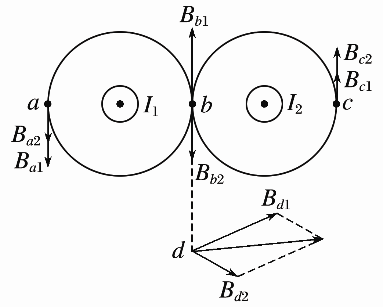 B_{b1}
B_{c2}
B_{c1}
a
I_1
b
I_2
c
B_{a2}
B_{a1}
B_{b2}
B_{d1}
d
B_{d2}